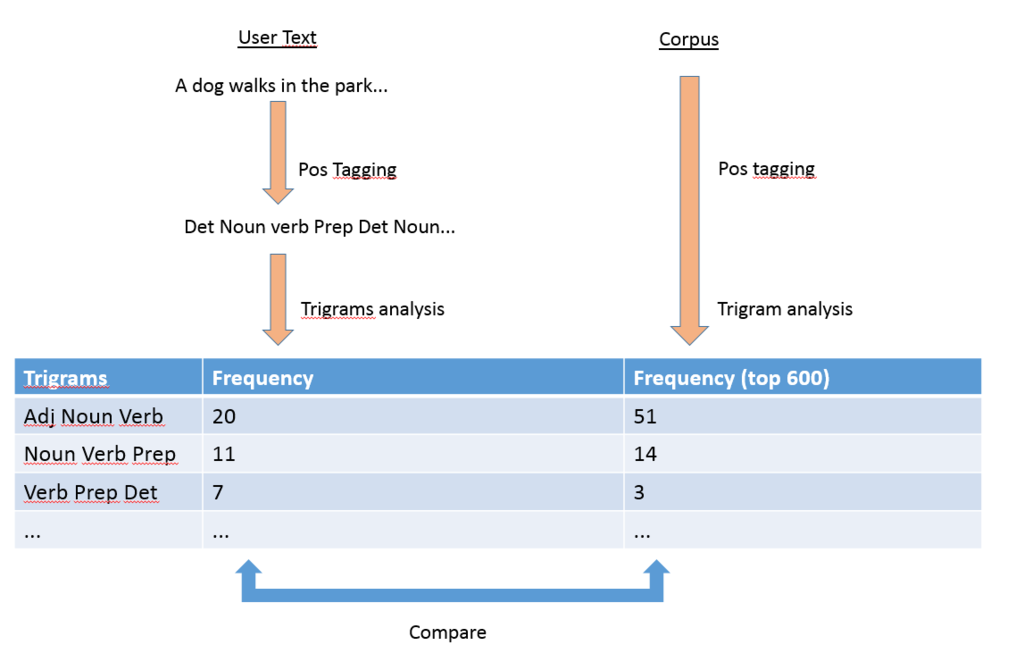 User Text
Corpus
A dog walks in the park...
Pos Tagging
Pos tagging
Det Noun verb Prep Det Noun...
Trigrams analysis
Trigram analysis
Trigrams Frequency Frequency (top 600)
Adj Noun Verb 20 51
Noun Verb Prep 11 14
Verb Prep Det 7 3
... ... ...
Compare